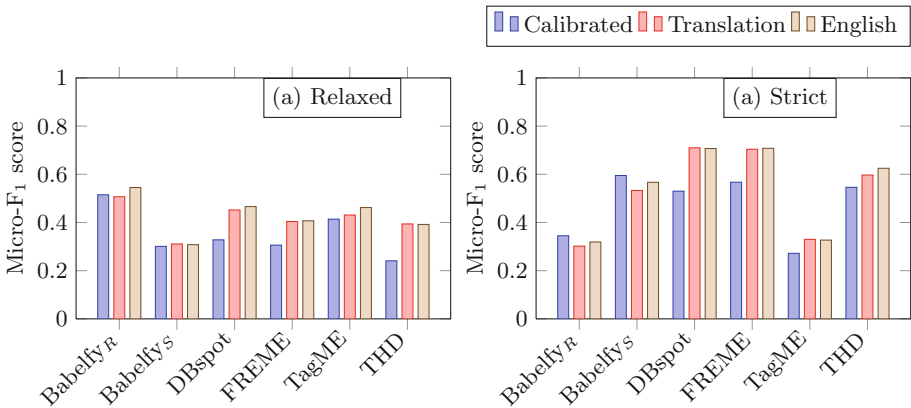 Calibrated Translation English
(a) Relaxed
Micro-F1 score
1
0.8
0.6
0.4
0.2
0
BabelfyR
BabelfyS
DBspot
FREME
TagME
THD
(a) Strict
Micro-F1 score
1
0.8
0.6
0.4
0.2
0
BabelfyR
BabelfyS
DBspot
FREME
TagME
THD